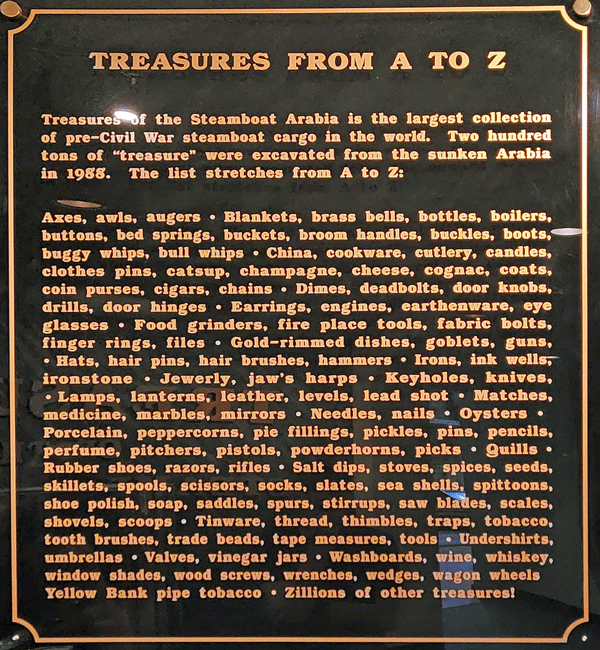 TREASURES FROM A TO Z
Treasures of the Steamboat Arabia is the largest collection
of pre-Civil War steamboat cargo in the world. Two hundred
tons of "treasure" were excavated from the sunken Arabia
in 1988. The list stretches from A to Z:
Axes, awls, augers • Blankets, brass bells, bottles, boilers,
buttons, bed springs, buckets, broom handles, buckles, boots,
buggy whips, bull whips • China, cookware, cutlery, candles,
clothes pins, catsup, champagne, cheese, cognac, coats,
coin purses, cigars, chains • Dimes, deadbolts, door knobs,
drills, door hinges • Earrings, engines, earthenware, eye
glasses • Food grinders, fire place tools, fabric bolts,
finger rings, files • Gold-rimmed dishes, goblets, guns,
• Hats, hair pins, hair brushes, hammers • Irons, ink wells,
ironstone • Jewerly, jaw's harps • Keyholes, knives,
• Lamps, lanterns, leather, levels, lead shot • Matches,
medicine, marbles, mirrors • Needles, nails • Oysters •
Porcelain, peppercorns, pie fillings, pickles, pins, pencils,
perfume, pitchers, pistols, powderhorns, picks • Quills •
Rubber shoes, razors, rifles • Salt dips, stoves, spices, seeds,
skillets, spools, scissors, socks, slates, sea shells, spittoons
shoe polish, soap, saddles, spurs, stirrups, saw blades, scales,
shovels, scoops • Tinware, thread, thimbles, traps, tobacco,
tooth brushes, trade beads, tape measures, tools • Undershirts,
umbrellas • Valves, vinegar jars • Washboards, wine, whiskey,
window shades, wood screws, wrenches, wedges, wagon wheels
Yellow Bank pipe tobacco • Zillions of other treasures!